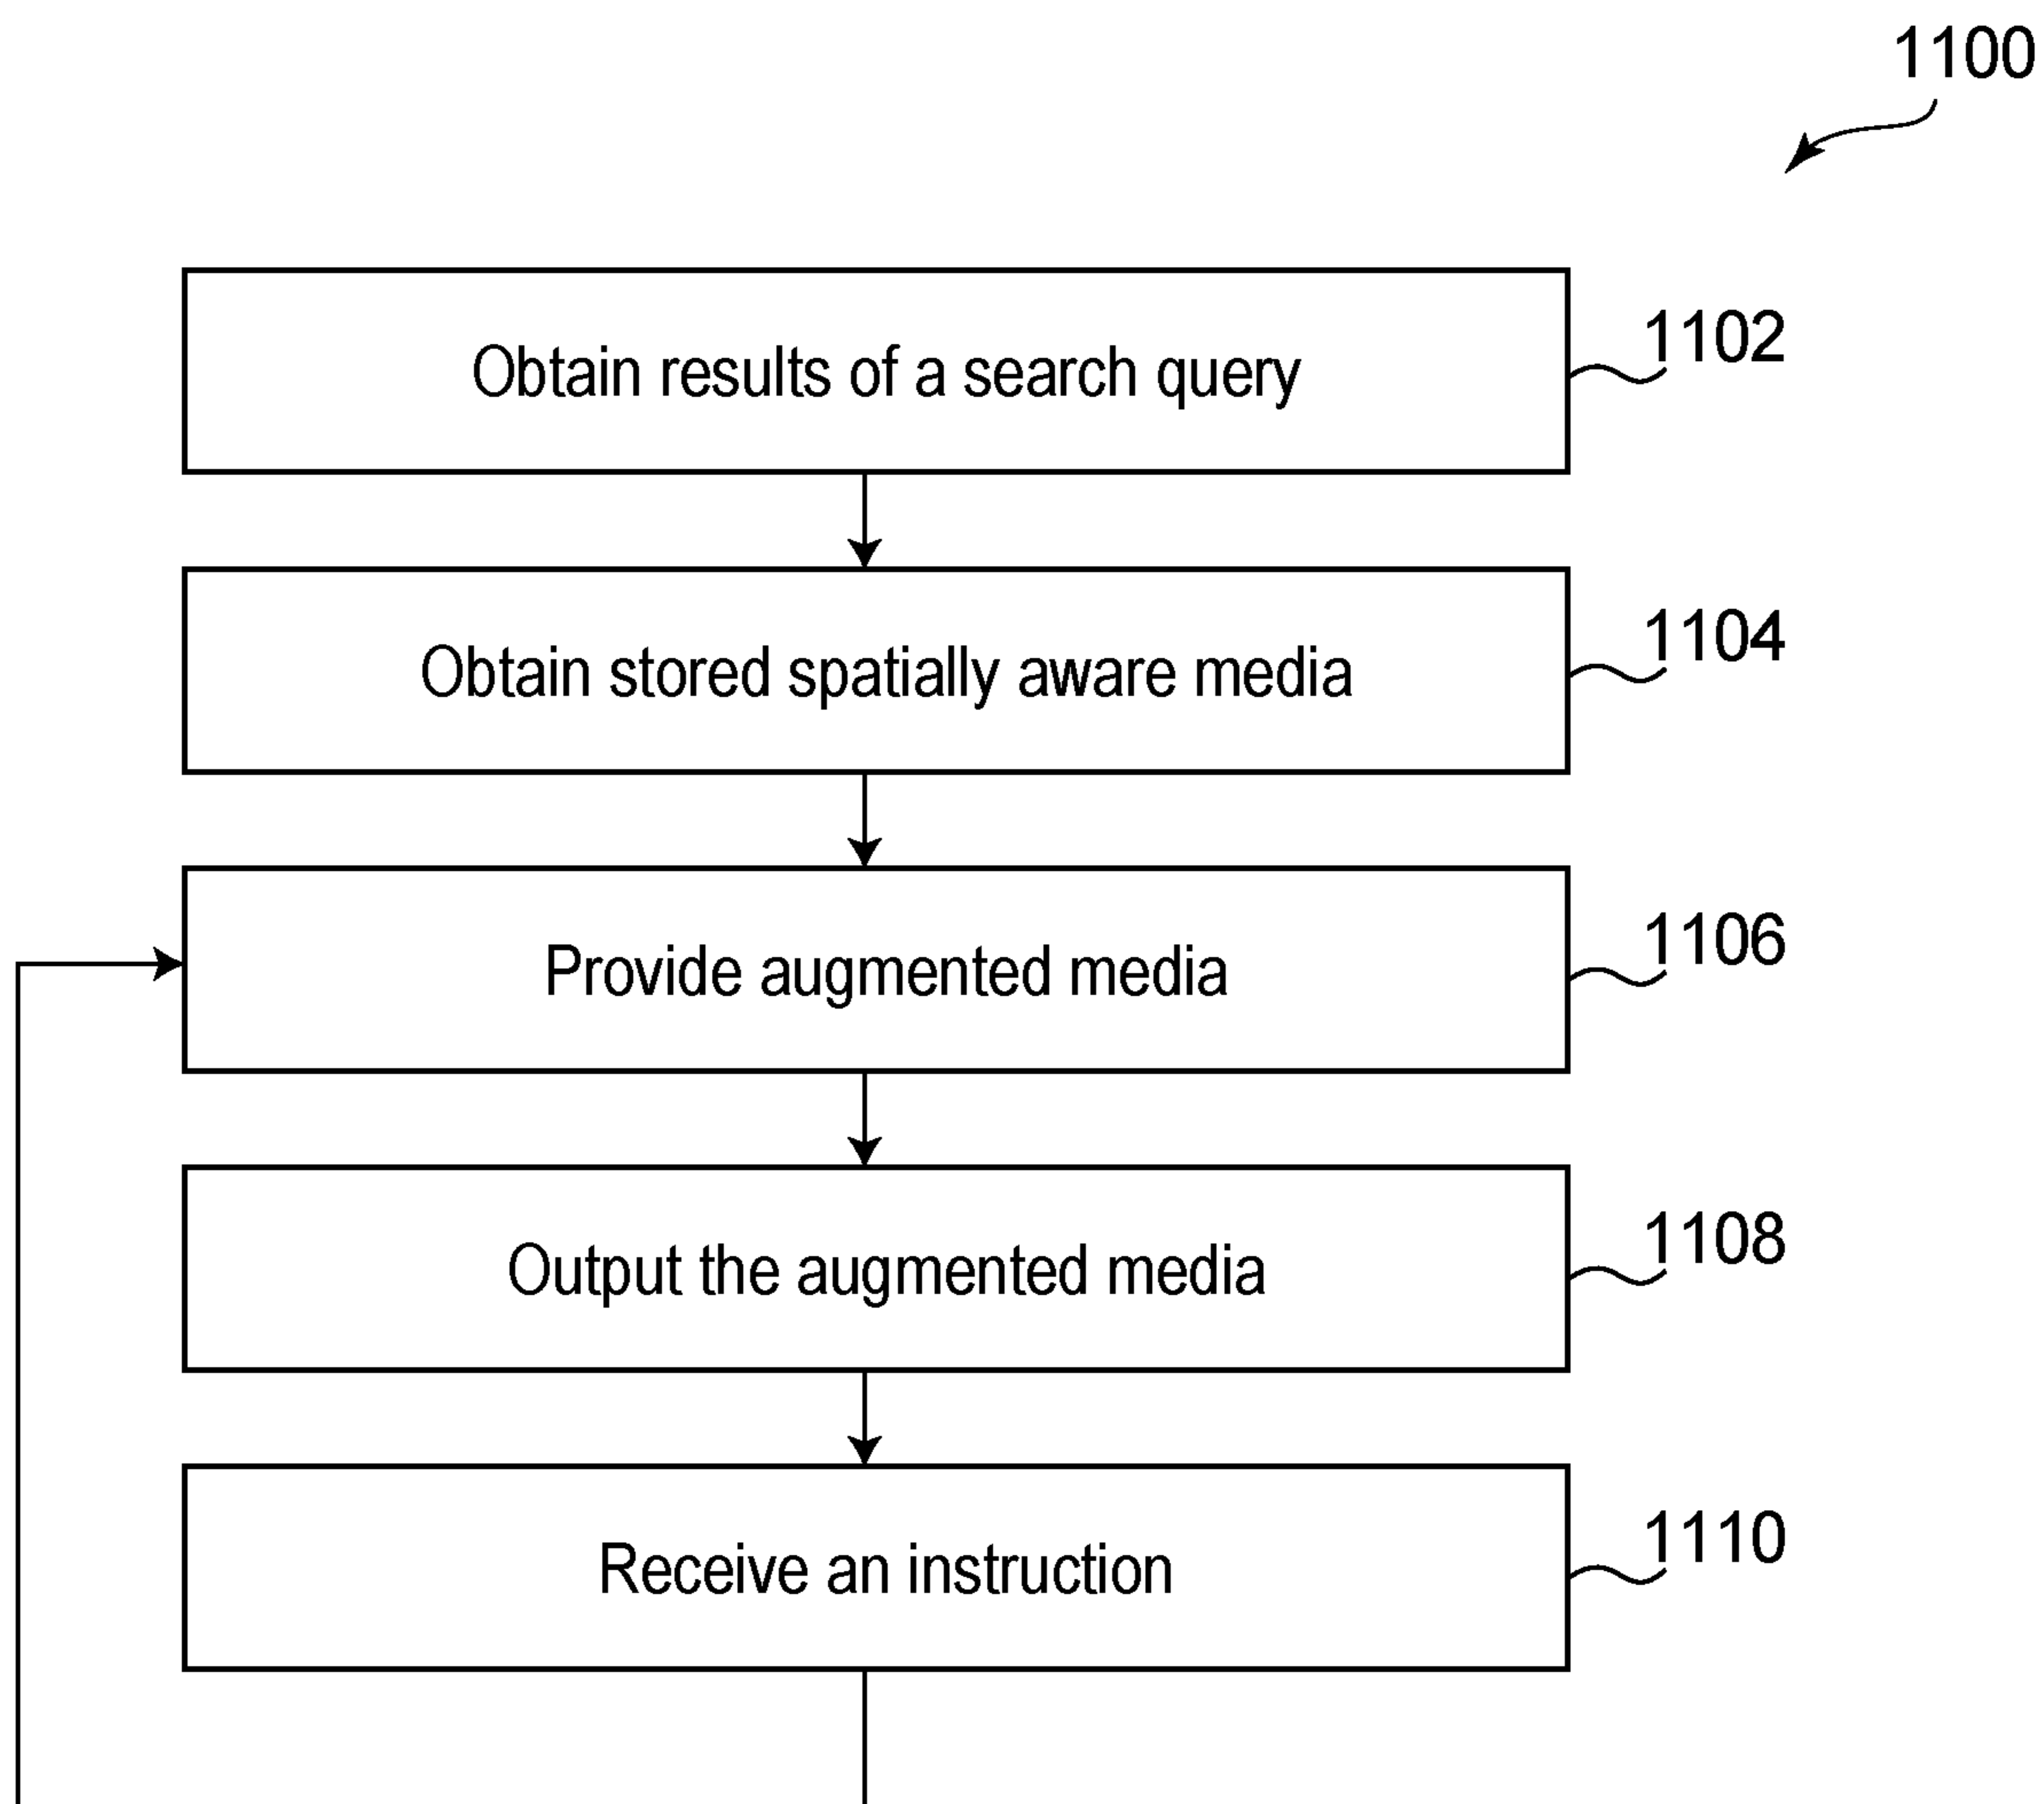 1100
Obtain results of a search query
1102
Obtain stored spatially aware media
1104
Provide augmented media
1106
Output the augmented media
1108
Receive an instruction
1110